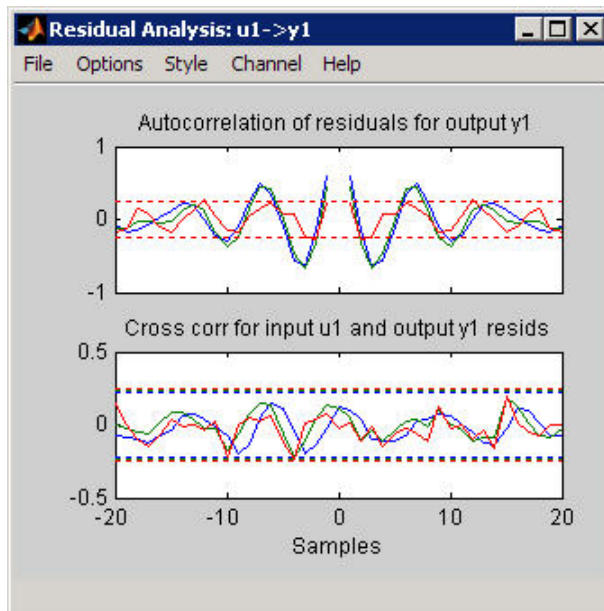 Residual Analysis: u1->y1
File Options Style Channel Help
Autocorrelation of residuals for output y1
1
0
-1
Cross corr for input u1 and output y1 resids
0.5
0
-0.5
-20 -10 0 10 20
Samples